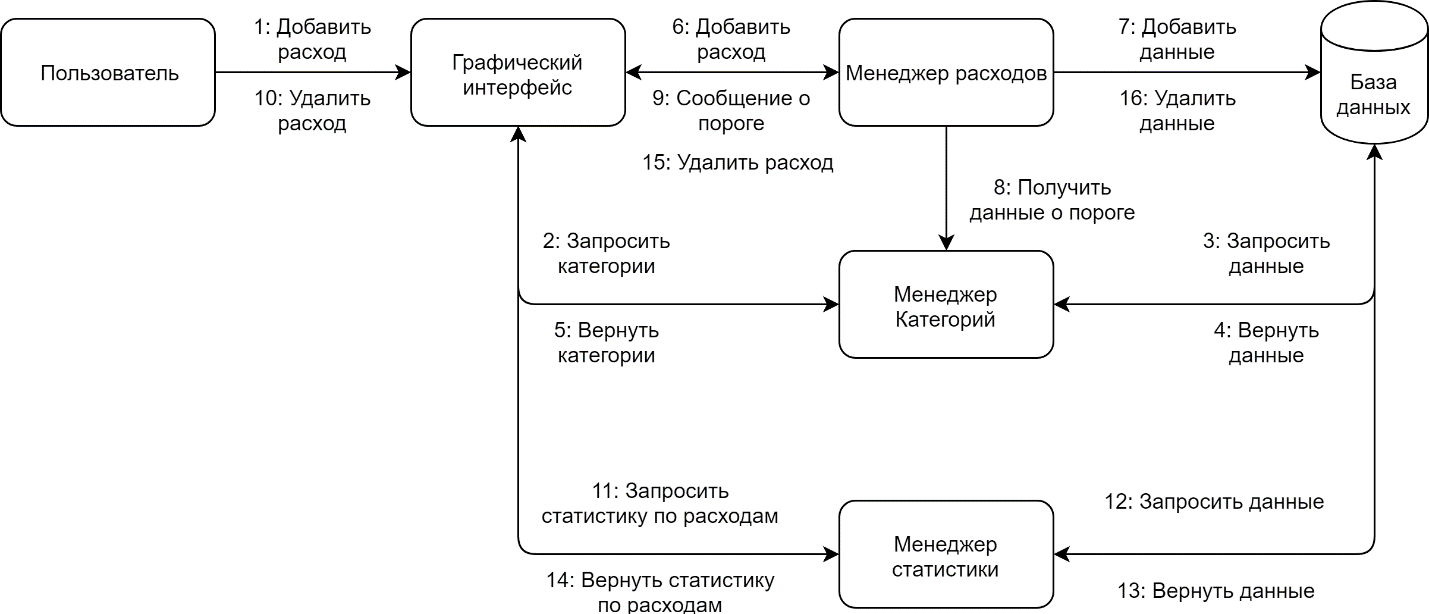 1: Добавить
расход
Пользователь
10: Удалить
расход
Графический
интерфейс
6: Добавить
расход
9: Сообщение о
пороге
15: Удалить расход
Менеджер расходов
7: Добавить
данные
16: Удалить
данные
База
данных
8: Получить
данные о пороге
2: Запросить
категории
5: Вернуть
категории
Менеджер
Категорий
3: Запросить
данные
4: Вернуть
данные
11: Запросить
статистику по расходам
14: Вернуть статистику
по расходам
Менеджер
статистики
12: Запросить данные
13: Вернуть данные